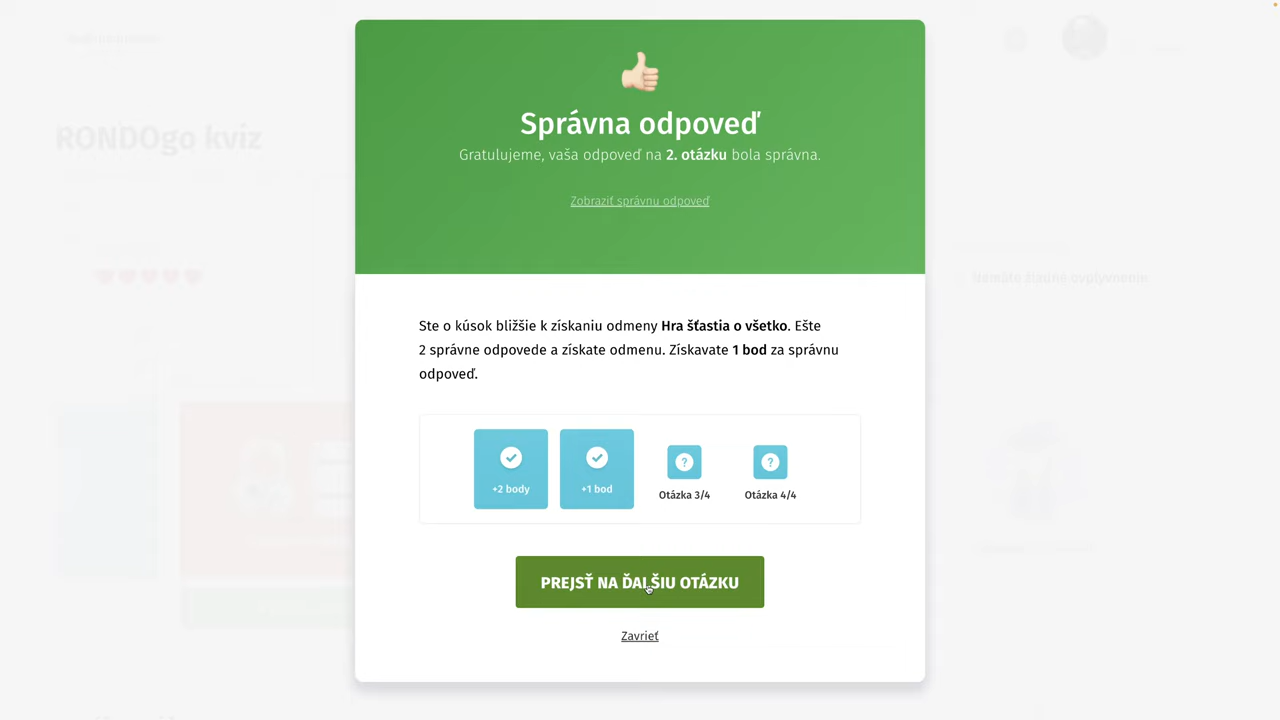 RONDOgo kvíz
Správna odpoveď
Gratulujeme, vaša odpoveď na 2. otázku bola správna.
Zobraziť správnu odpoveď
Nemáte žiadne ovplyvnenie
Ste o kúsok bližšie k získaniu odmeny Hra šťastia o všetko. Ešte
2 správne odpovede a získate odmenu. Získavate 1 bod za správnu
odpoveď.
+2 body
+1 bod
?
?
Otázka 3/4
Otázka 4/4
PREJSŤ NA ĎALŠIU OTÁZKU
Zavrieť